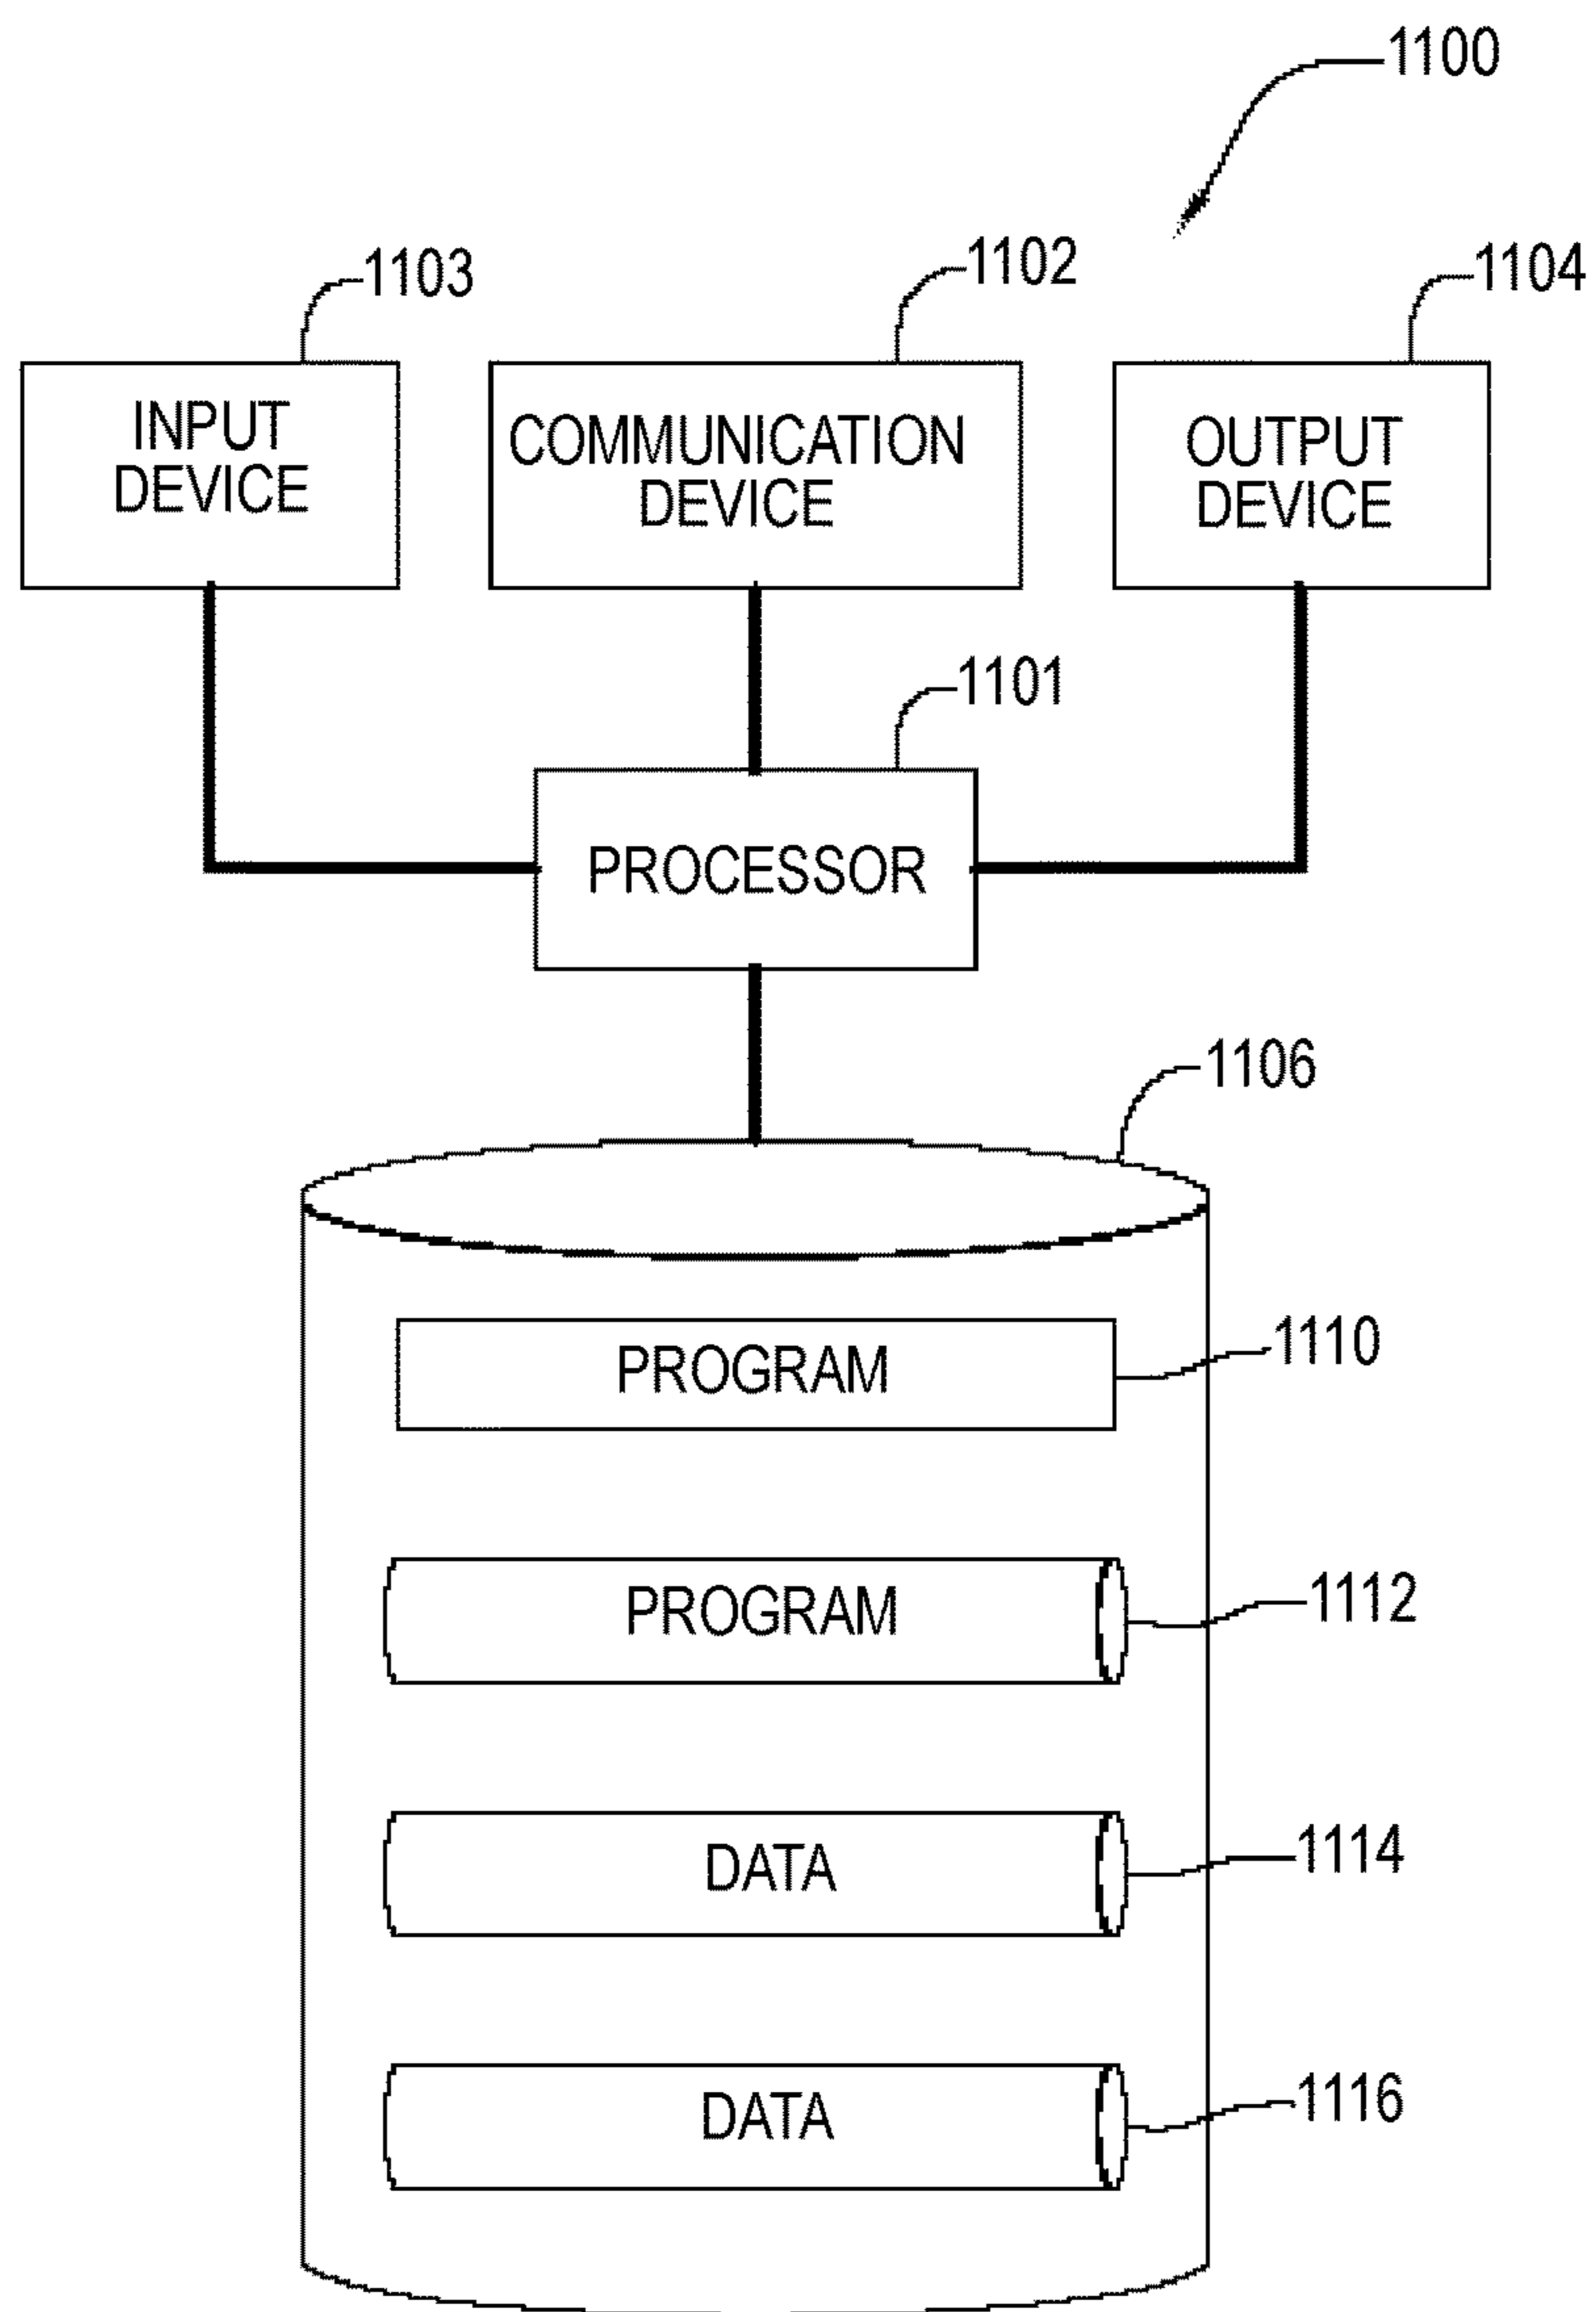 1100
1103
1102
1104
INPUT
DEVICE
COMMUNICATION
DEVICE
OUTPUT
DEVICE
1101
PROCESSOR
1106
PROGRAM
1110
PROGRAM
1112
DATA
1114
DATA
1116